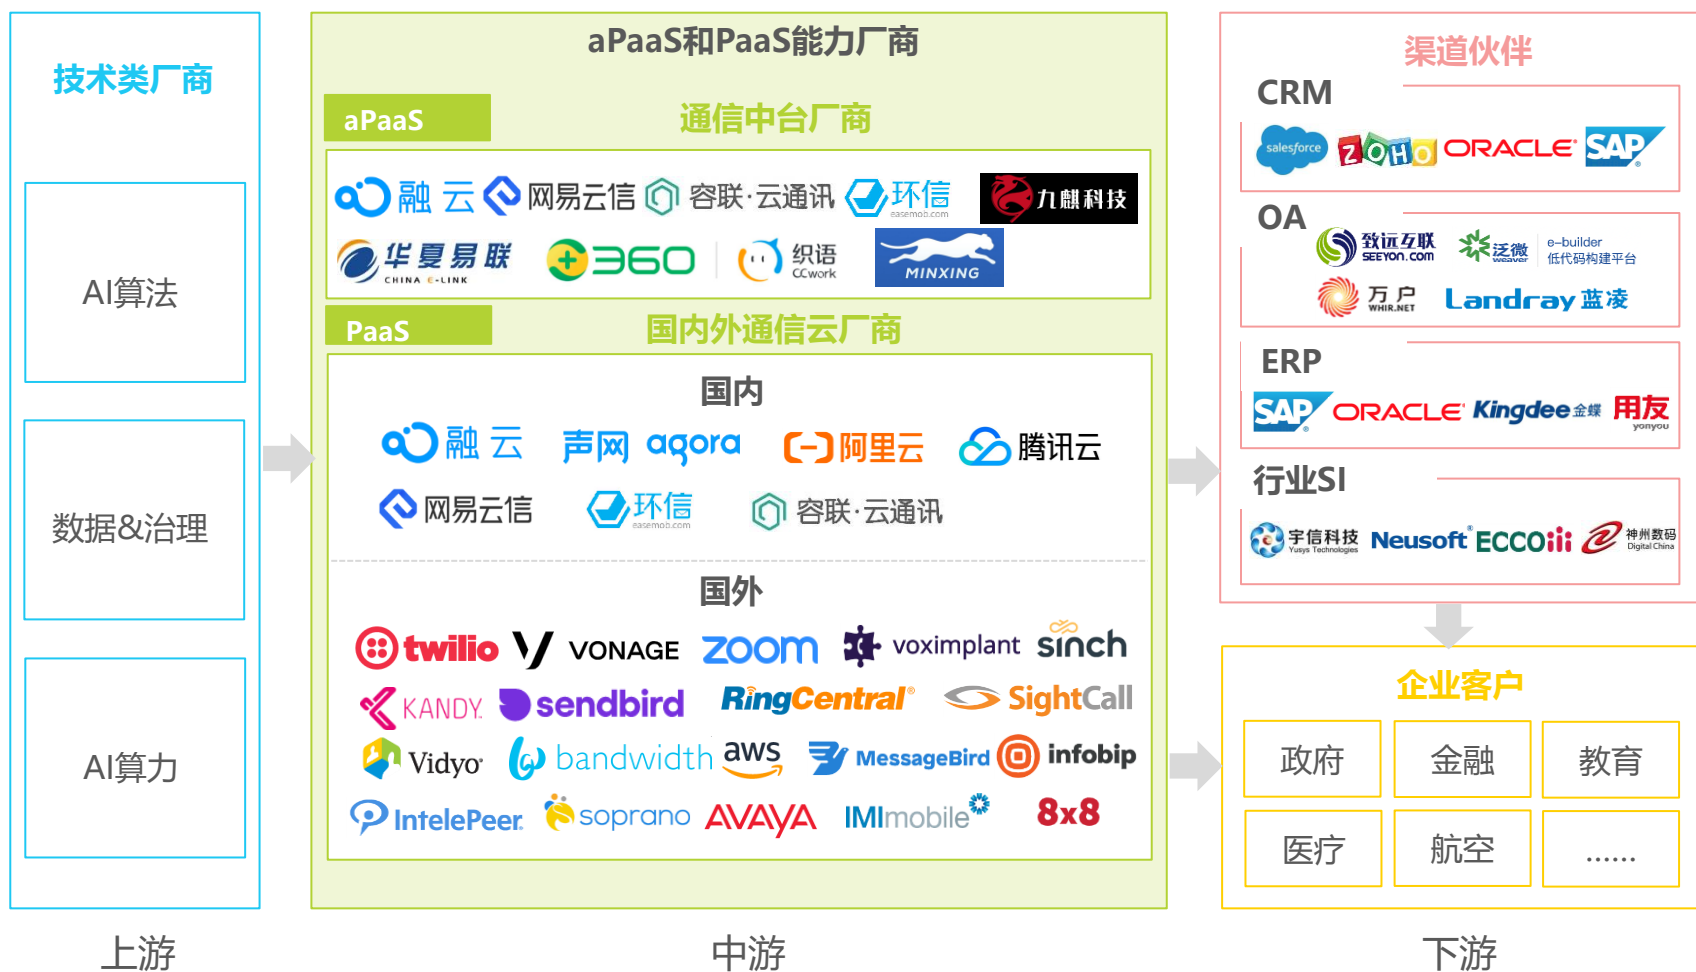 技术类厂商
AI算法
数据&治理
AI算力
上游
aPaaS和PaaS能力厂商
aPaaS
通信中台厂商
融云
网易云信
容联·云通讯
环信
easemob.com
九麒科技
华夏易联
CHINA E-LINK
360
织语
CCwork
MINXING
PaaS
国内外通信云厂商
国内
融云
声网 agora
阿里云
腾讯云
网易云信
环信
easemob.com
容联·云通讯
国外
twilio
VONAGE
zoom
voximplant
sinch
KANDY
sendbird
RingCentral®
SightCall
Vidyo
bandwidth
aws
MessageBird
infobip
IntelePeer
soprano
AVAYA
IMImobile
8x8
中游
渠道伙伴
CRM
salesforce
ZOHO
ORACLE®
SAP®
OA
致远互联
SEEYON.COM
泛微
weaver
e-builder
低代码构建平台
万户
WHIR.NET
Landray 蓝凌
ERP
SAP®
ORACLE®
Kingdee 金蝶
用友
yonyou
行业SI
宇信科技
Yusys Technologies
Neusoft®
ECCOiii
神州数码
Digital China
企业客户
政府
金融
教育
医疗
航空
……
下游